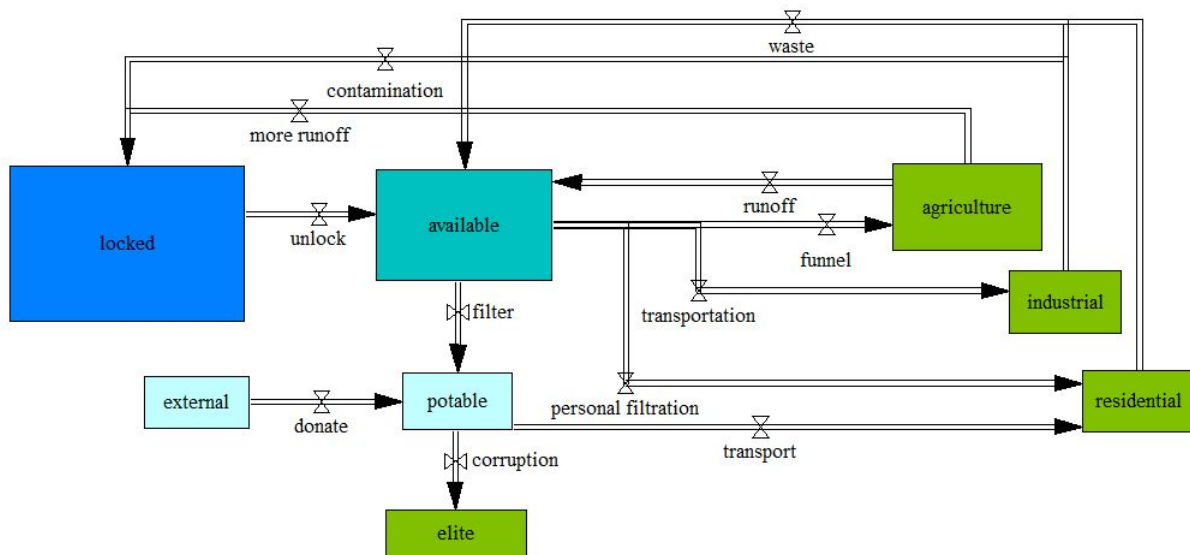 waste
contamination
more runoff
locked
unlock
available
runoff
agriculture
funnel
transportation
industrial
filter
external
donate
potable
personal filtration
residential
transport
corruption
elite